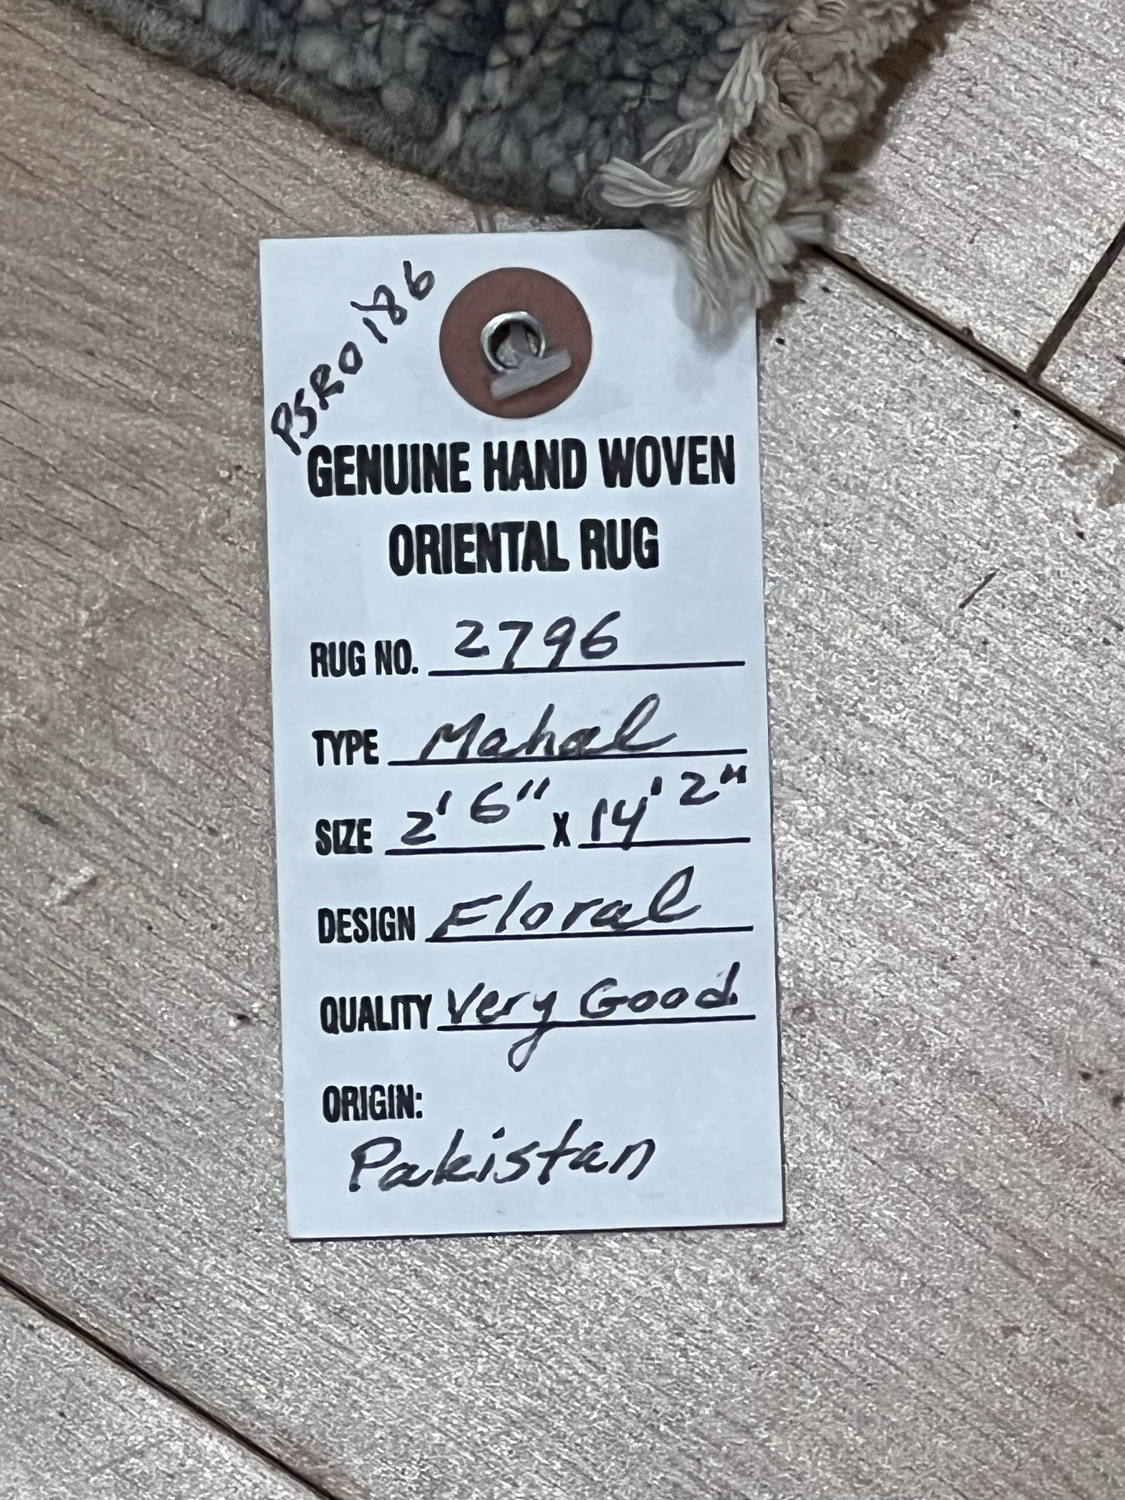 PSR0186
GENUINE HAND WOVEN
ORIENTAL RUG
RUG NO. 2796
TYPE Mahal
SIZE 2' 6" X 14' 2"
DESIGN Floral
QUALITY Very Good
ORIGIN:
Pakistan